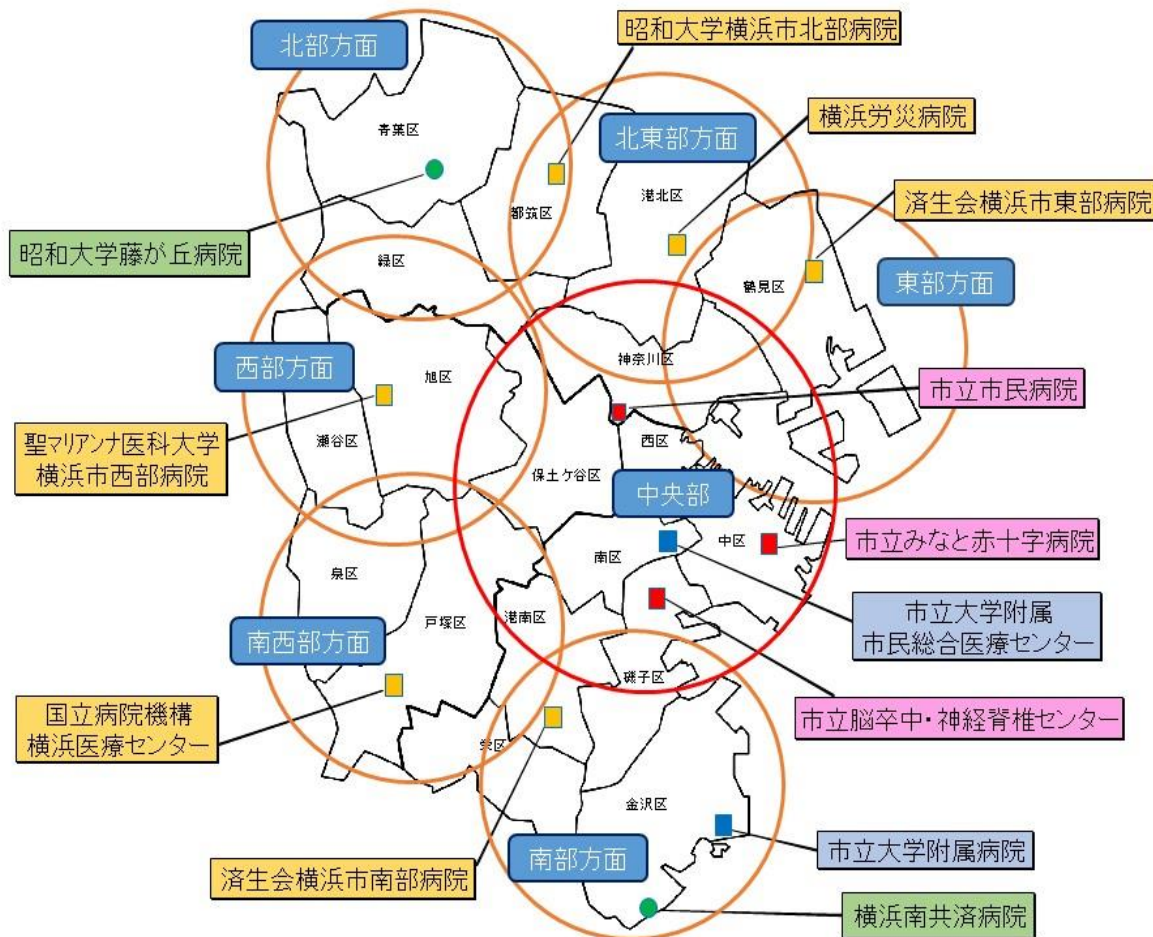 昭和大学横浜市北部病院
北部方面
横浜労災病院
青葉区
北東部方面
港北区
済生会横浜市東部病院
都筑区
昭和大学藤が丘病院
緑区
鶴見区
東部方面
西部方面
旭区
神奈川区
市立市民病院
瀬谷区
西区
聖マリアンナ医科大学
横浜市西部病院
保土ケ谷区
中央部
中区
市立みなと赤十字病院
南区
泉区
戸塚区
港南区
市立大学附属
市民総合医療センター
南西部方面
磯子区
国立病院機構
横浜医療センター
市立脳卒中・神経脊椎センター
栄区
金沢区
南部方面
市立大学附属病院
済生会横浜市南部病院
横浜南共済病院